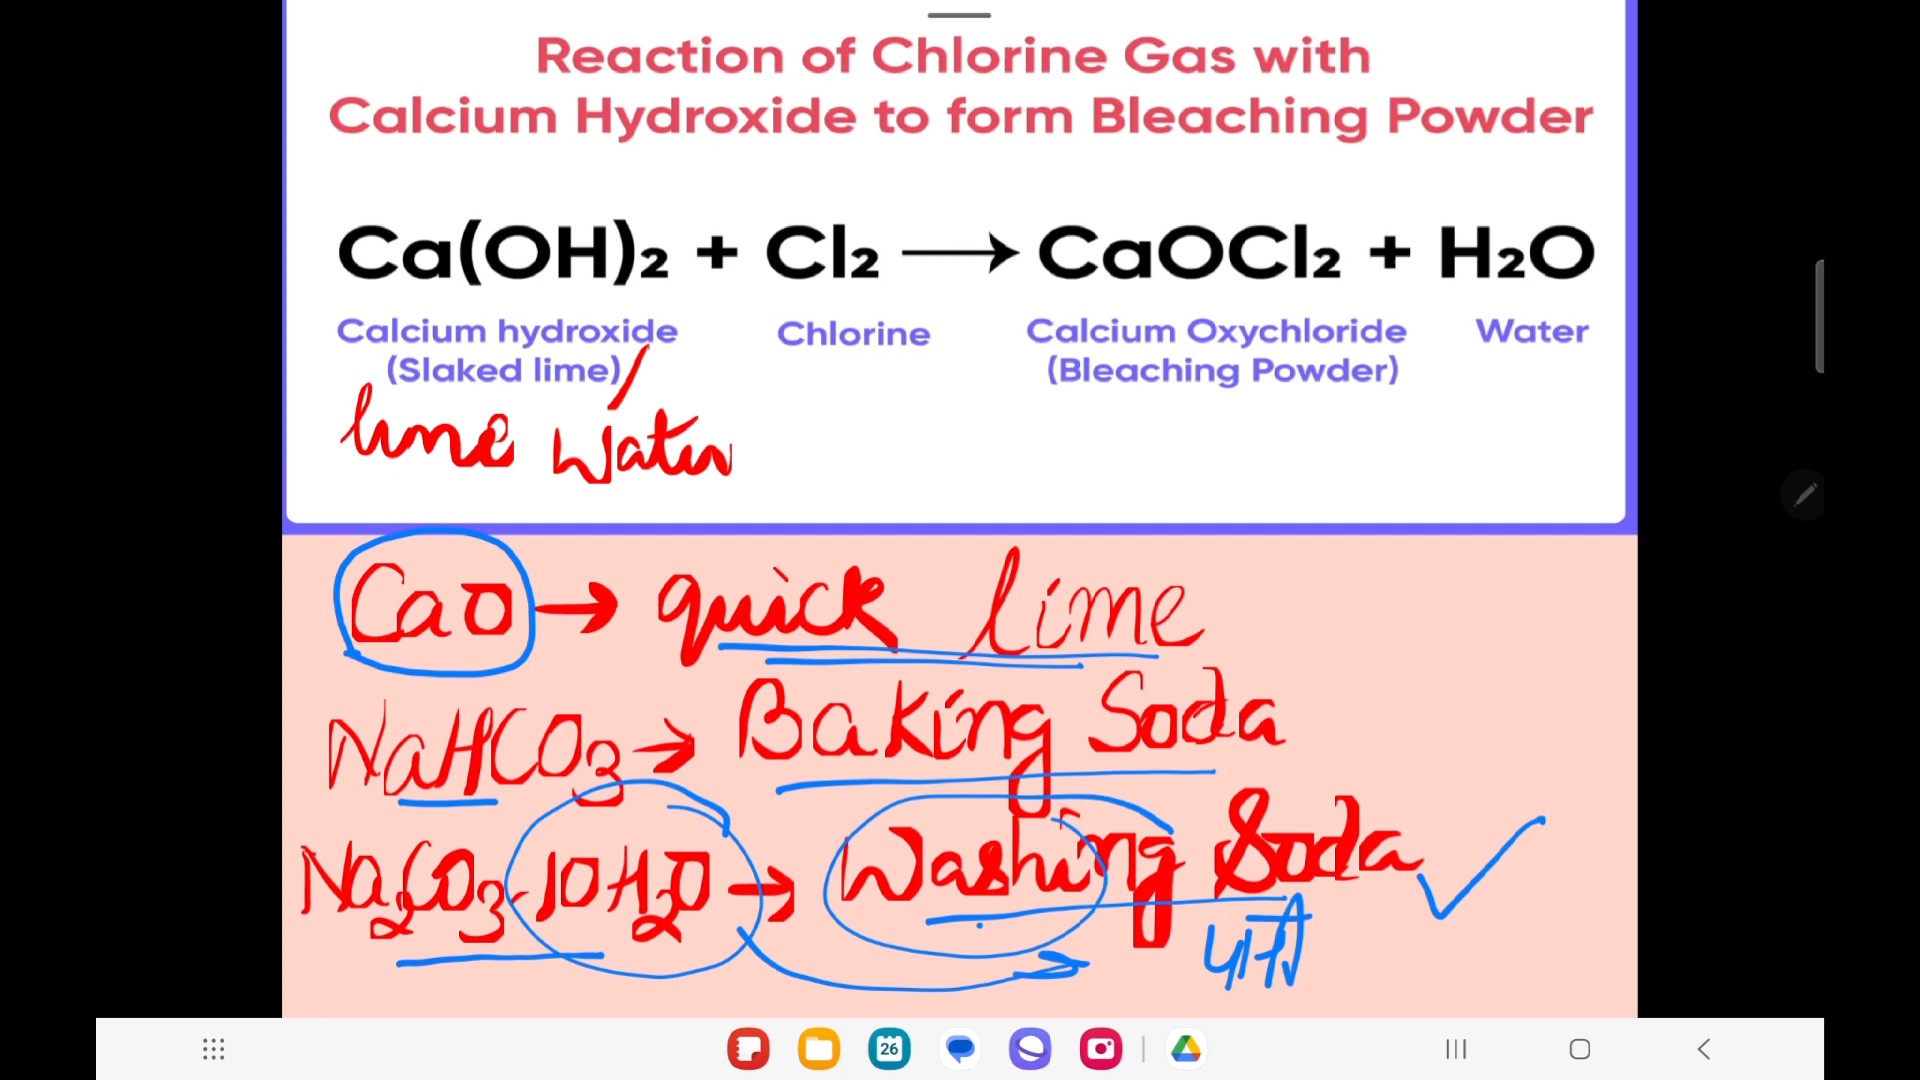 Reaction of Chlorine Gas with
Calcium Hydroxide to form Bleaching Powder
Ca(OH)₂ + Cl₂ → CaOCl₂ + H₂O
Calcium hydroxide Chlorine Calcium Oxychloride Water
(Slaked lime) / (Bleaching Powder)
lime Water
CaO → quick lime
NaHCO₃ → Baking Soda
Na₂CO₃.10H₂O → Washing Soda
पानी
26